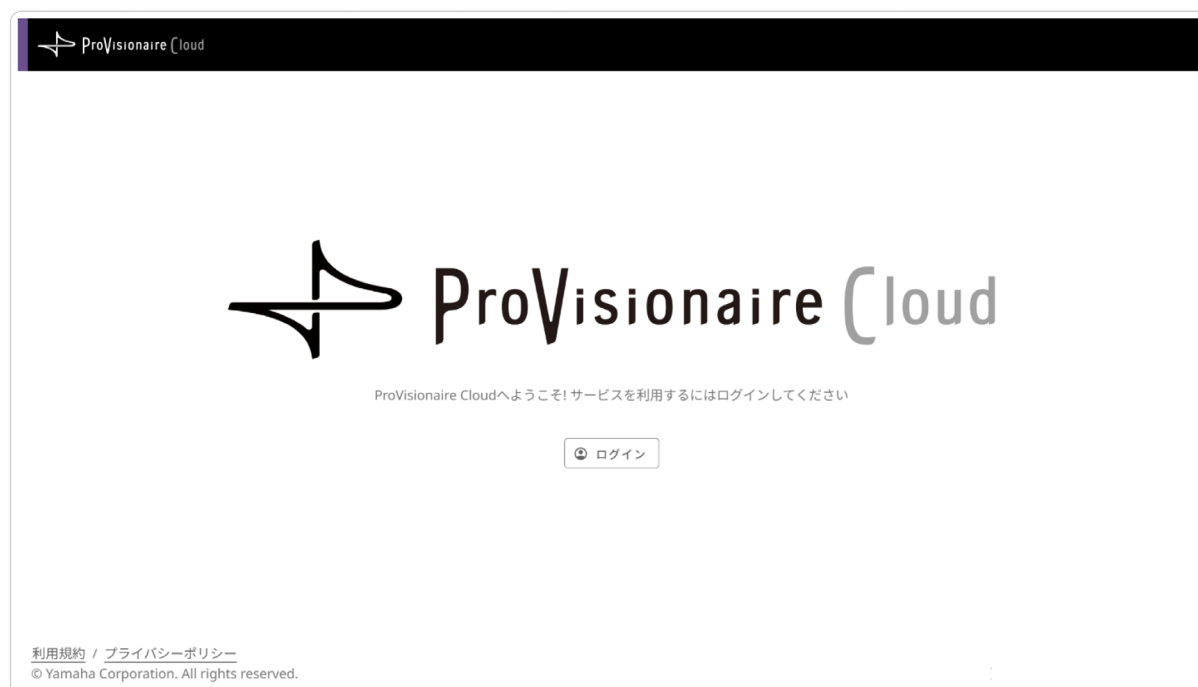 ProVisionaire Cloud
ProVisionaire Cloud
ProVisionaire Cloudへようこそ! サービスを利用するにはログインしてください
ログイン
利用規約 / プライバシーポリシー
© Yamaha Corporation. All rights reserved.